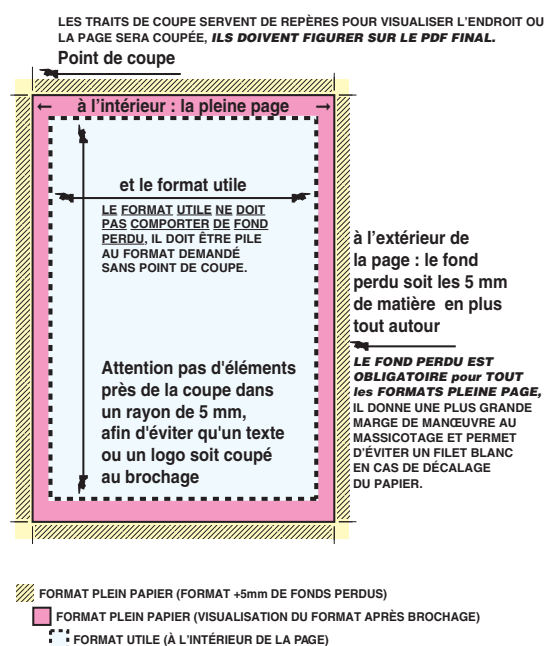 LES TRAITS DE COUPE SERVENT DE REPÈRES POUR VISUALISER L'ENDROIT OU
LA PAGE SERA COUPÉE, ILS DOIVENT FIGURER SUR LE PDF FINAL.
Point de coupe
à l'intérieur : la pleine page
et le format utile
LE FORMAT UTILE NE DOIT
PAS COMPORTER DE FOND
PERDU, IL DOIT ÊTRE PILE
AU FORMAT DEMANDÉ
SANS POINT DE COUPE.
Attention pas d'éléments
près de la coupe dans
un rayon de 5 mm,
afin d'éviter qu'un texte
ou un logo soit coupé
au brochage
à l'extérieur de
la page : le fond
perdu soit les 5 mm
de matière en plus
tout autour
LE FOND PERDU EST
OBLIGATOIRE pour TOUT
les FORMATS PLEINE PAGE,
IL DONNE UNE PLUS GRANDE
MARGE DE MANŒUVRE AU
MASSICOTAGE ET PERMET
D'ÉVITER UN FILET BLANC
EN CAS DE DÉCALAGE
DU PAPIER.
FORMAT PLEIN PAPIER (FORMAT +5mm DE FONDS PERDUS)
FORMAT PLEIN PAPIER (VISUALISATION DU FORMAT APRÈS BROCHAGE)
FORMAT UTILE (À L'INTÉRIEUR DE LA PAGE)